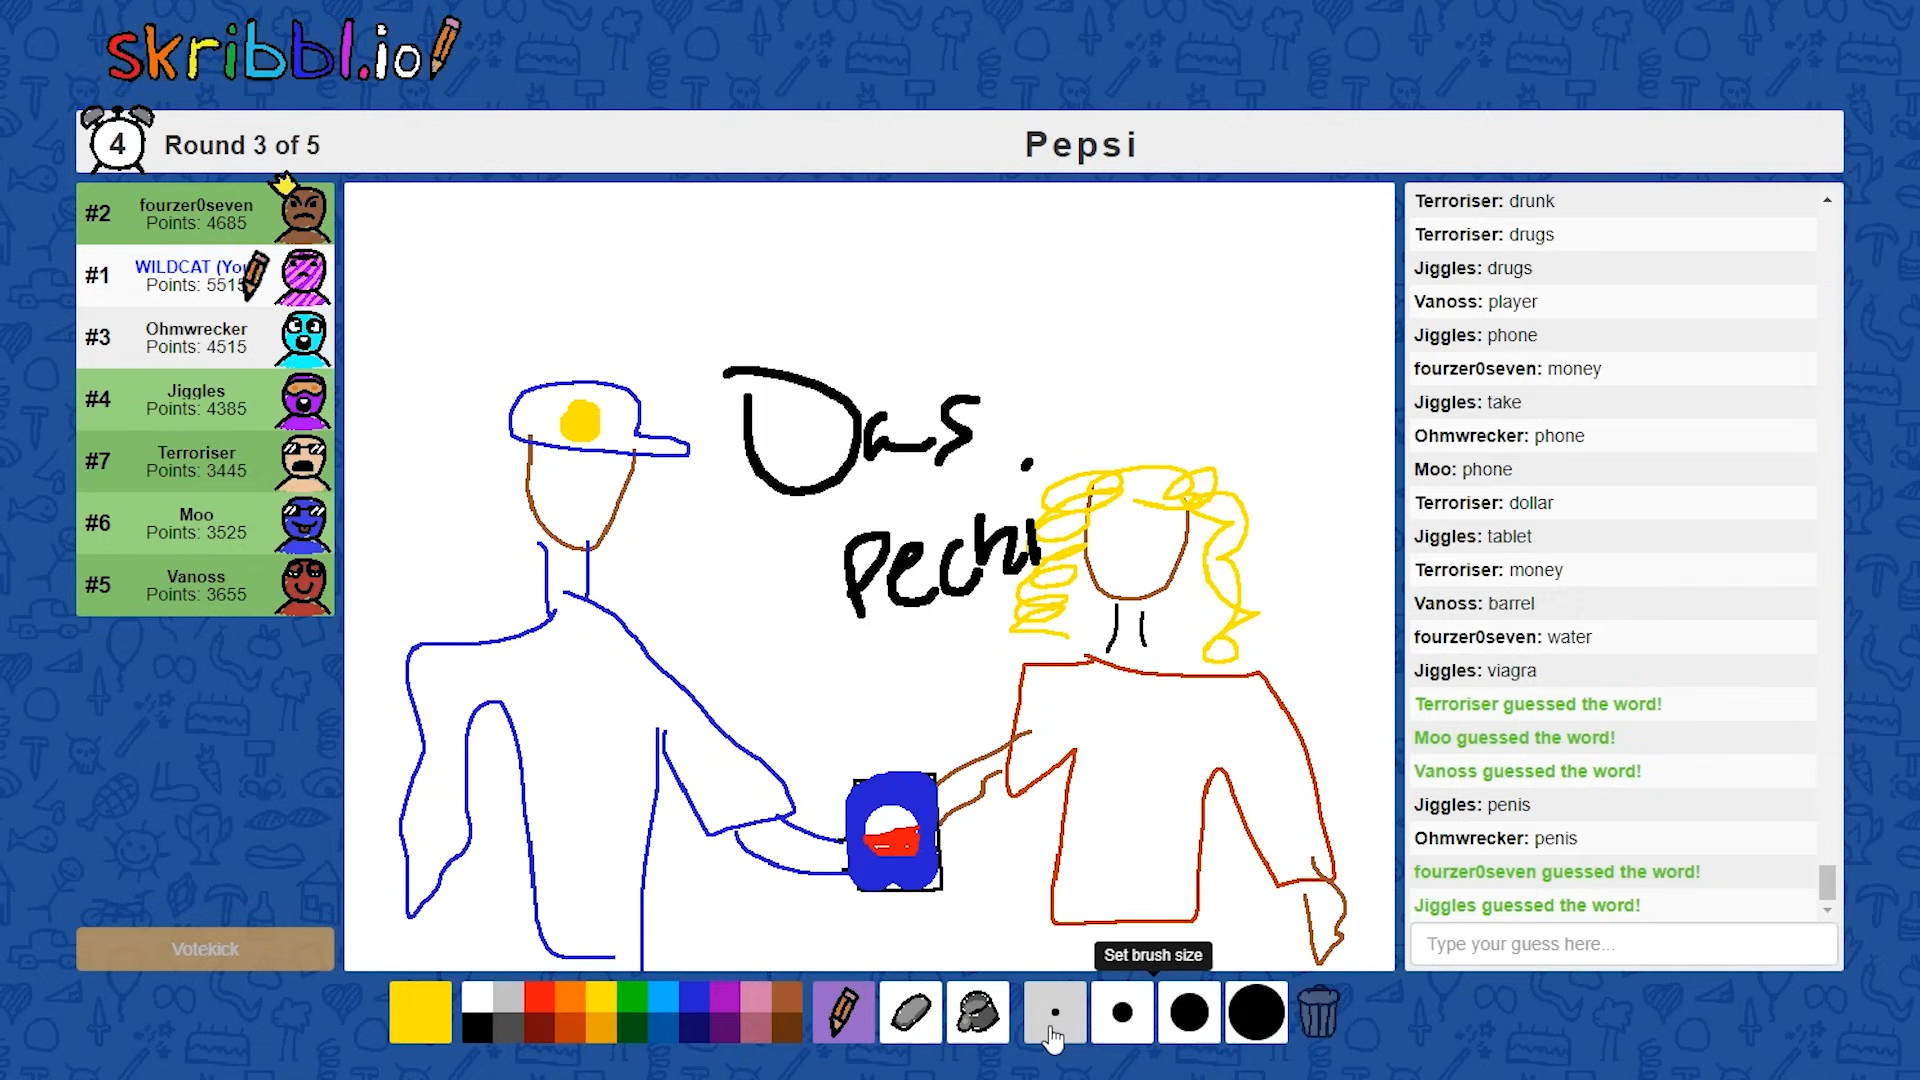 skribbl.io
4
Round 3 of 5
Pepsi
#2
fourzer0seven
Points: 4685
#1
WILDCAT (You
Points: 5515
#3
Ohmwrecker
Points: 4515
#4
Jiggles
Points: 4385
#7
Terroriser
Points: 3445
#6
Moo
Points: 3525
#5
Vanoss
Points: 3655
Votekick
Das.
Pechi
Set brush size
Terroriser: drunk
Terroriser: drugs
Jiggles: drugs
Vanoss: player
Jiggles: phone
fourzer0seven: money
Jiggles: take
Ohmwrecker: phone
Moo: phone
Terroriser: dollar
Jiggles: tablet
Terroriser: money
Vanoss: barrel
fourzer0seven: water
Jiggles: viagra
Terroriser guessed the word!
Moo guessed the word!
Vanoss guessed the word!
Jiggles: penis
Ohmwrecker: penis
fourzer0seven guessed the word!
Jiggles guessed the word!
Type your guess here...